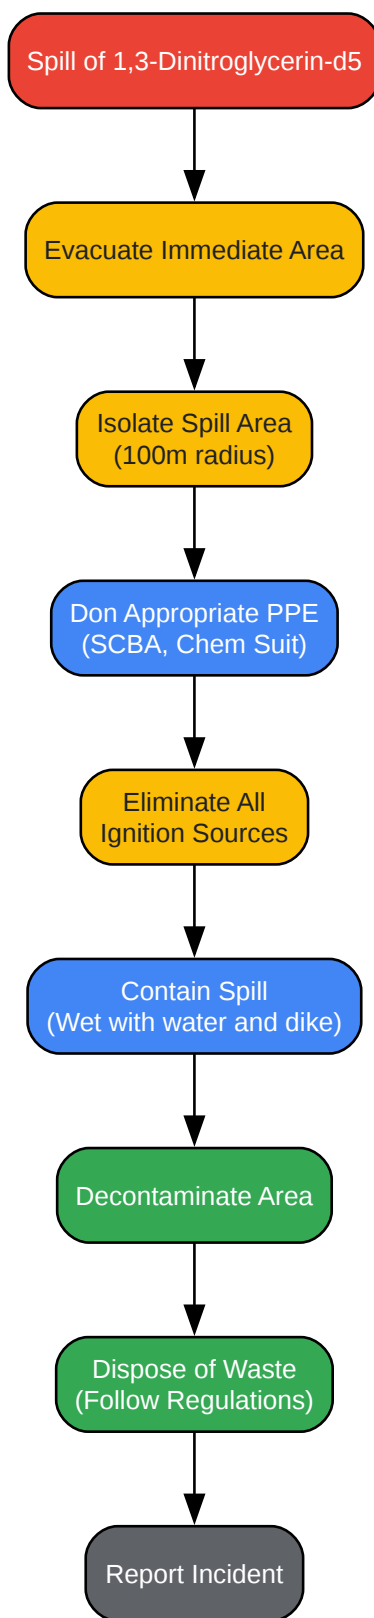 Spill of 1,3-Dinitroglycerin-d5
Evacuate Immediate Area
Isolate Spill Area
(100m radius)
Don Appropriate PPE
(SCBA, Chem Suit)
Eliminate All
Ignition Sources
Contain Spill
(Wet with water and dike)
Decontaminate Area
Dispose of Waste
(Follow Regulations)
Report Incident